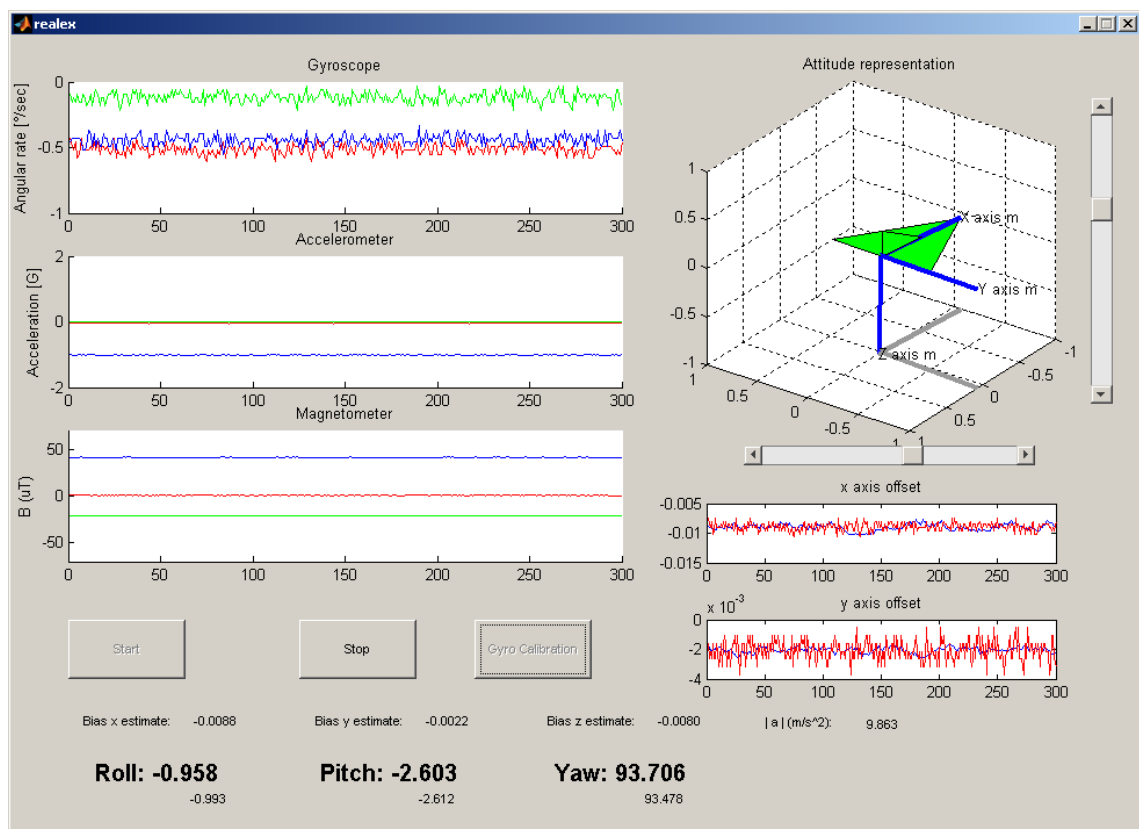 realex
Gyroscope
Angular rate [°/sec]
0
-0.5
-1
0 50 100 150 200 250 300
Accelerometer
Acceleration [G]
2
0
-2
0 50 100 150 200 250 300
Magnetometer
B (uT)
50
0
-50
0 50 100 150 200 250 300
Attitude representation
1
0.5
0
-0.5
-1
X axis m
Y axis m
Z axis m
1 0.5 0 -0.5 -1
1 0.5 0 -0.5 -1
x axis offset
-0.005
-0.01
-0.015
0 50 100 150 200 250 300
x 10^-3
y axis offset
0
-2
-4
0 50 100 150 200 250 300
Start
Stop
Gyro Calibration
Bias x estimate: -0.0088 Bias y estimate: -0.0022 Bias z estimate: -0.0080 | a | (m/s^2): 9.863
Roll: -0.958 Pitch: -2.603 Yaw: 93.706
-0.993 -2.612 93.478